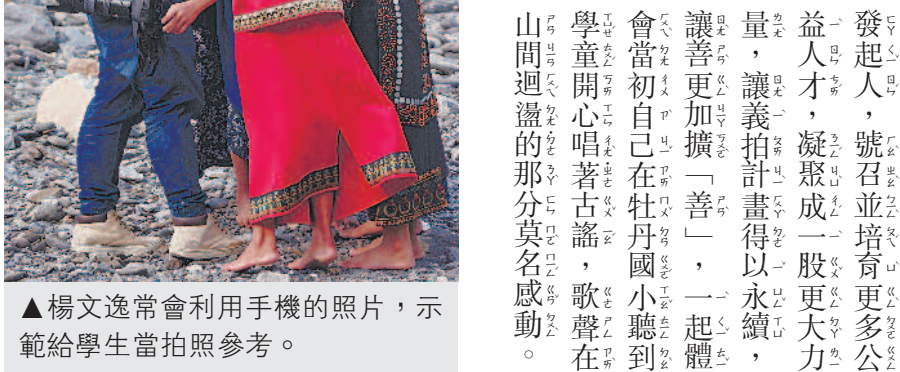 發起人，號召並培育更多公
益人才，凝聚成一股更大力
量，讓義拍計畫得以永續，
讓善更加擴「善」，一起體
會當初自己在牡丹國小聽到
學童開心唱著古謠，歌聲在
山間迴盪的那分莫名感動。
▲楊文逸常會利用手機的照片，示
範給學生當拍照參考。